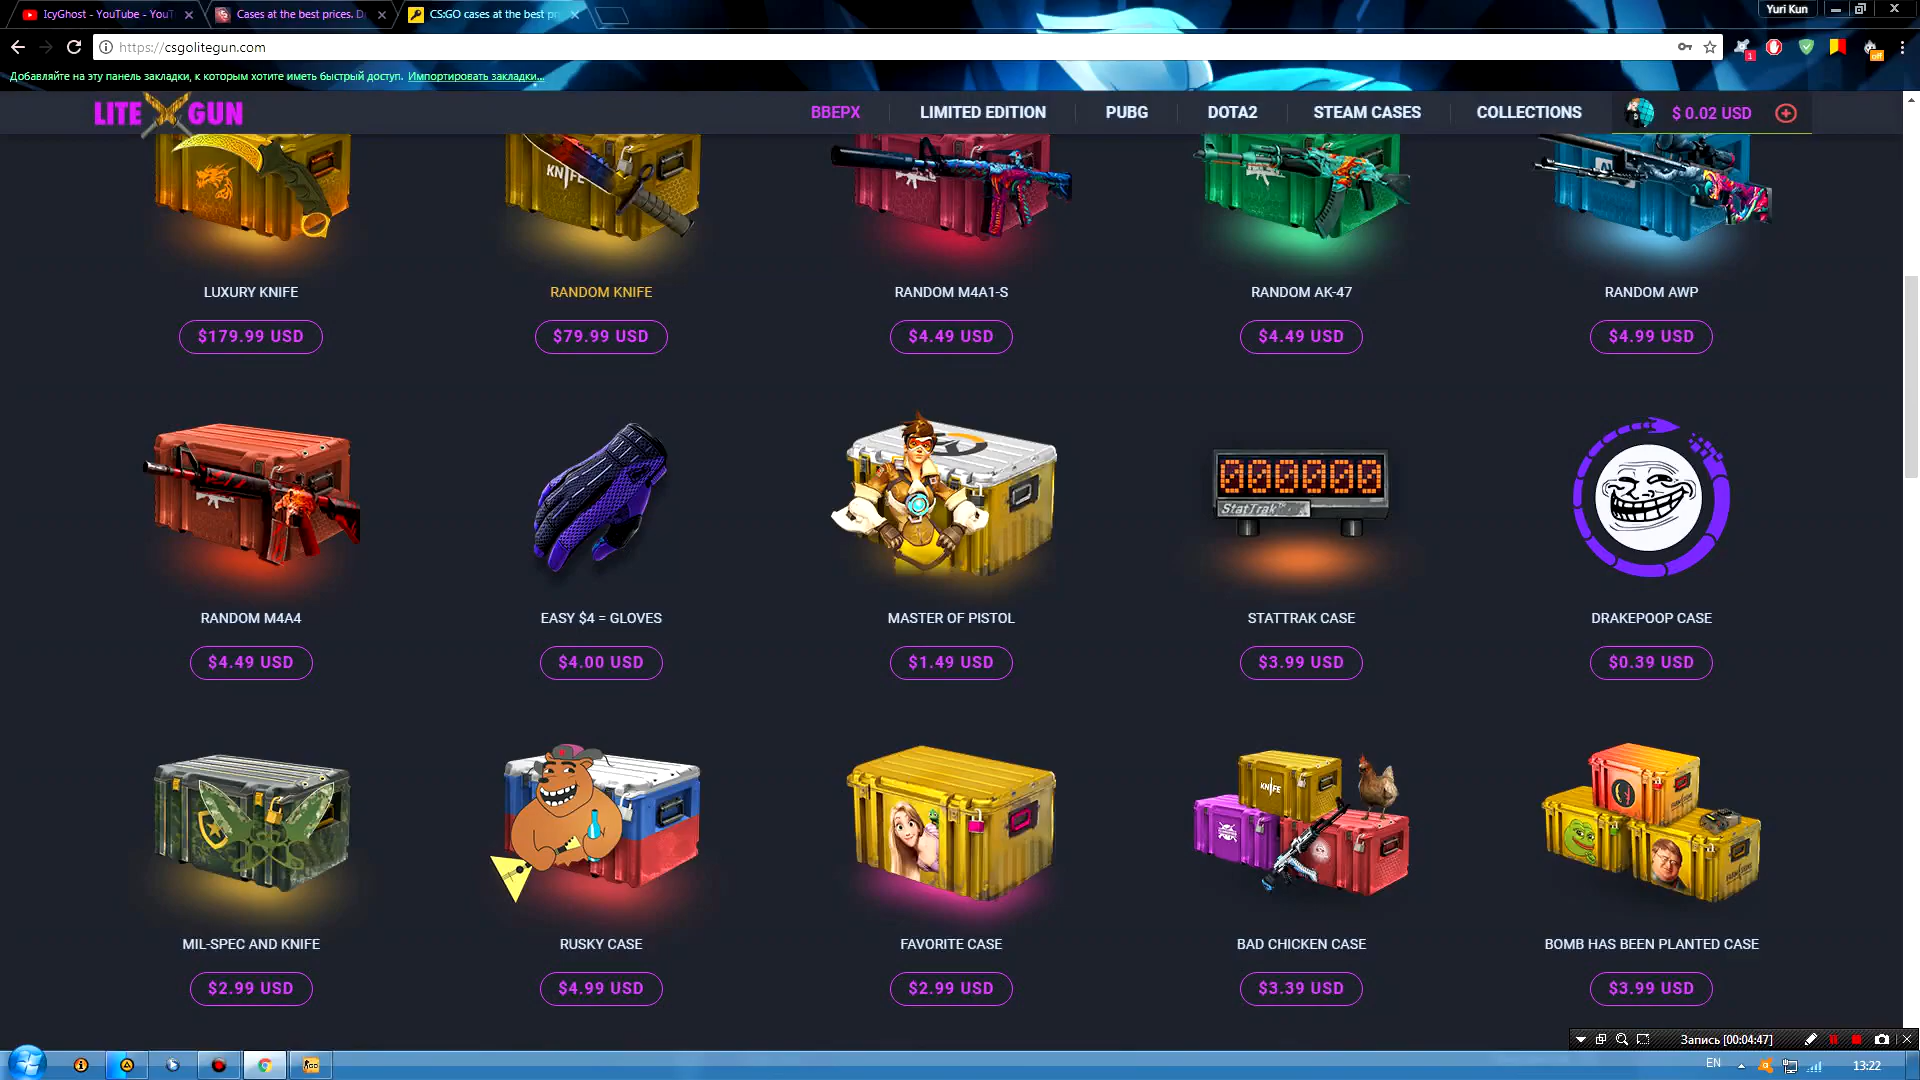 IcyGhost - YouTube - YouT
Cases at the best prices. D
CS:GO cases at the best pr
Yuri Kun
https://csgolitegun.com
1
off
Добавляйте на эту панель закладки, к которым хотите иметь быстрый доступ. Импортировать закладки...
LITE GUN
ВВЕРХ
LIMITED EDITION
PUBG
DOTA2
STEAM CASES
COLLECTIONS
$ 0.02 USD
KNIFE
LUXURY KNIFE
RANDOM KNIFE
RANDOM M4A1-S
RANDOM AK-47
RANDOM AWP
$179.99 USD
$79.99 USD
$4.49 USD
$4.49 USD
$4.99 USD
000000
StatTrak
RANDOM M4A4
EASY $4 = GLOVES
MASTER OF PISTOL
STATTRAK CASE
DRAKEPOOP CASE
$4.49 USD
$4.00 USD
$1.49 USD
$3.99 USD
$0.39 USD
KNIFE
MIL-SPEC AND KNIFE
RUSKY CASE
FAVORITE CASE
BAD CHICKEN CASE
BOMB HAS BEEN PLANTED CASE
$2.99 USD
$4.99 USD
$2.99 USD
$3.39 USD
$3.99 USD
Запись [00:04:47]
EN
13:22